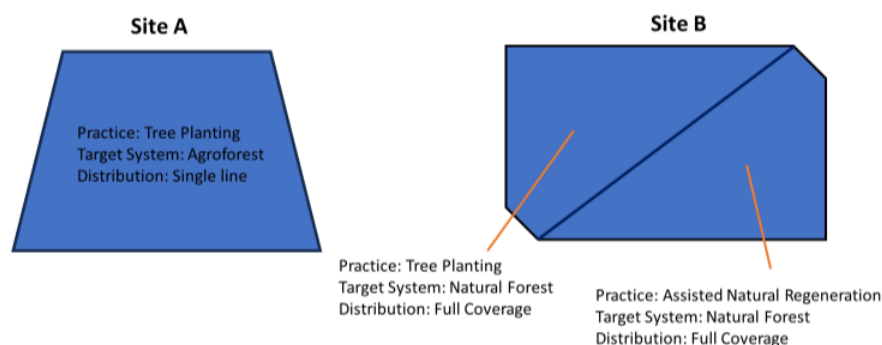 Site A
Practice: Tree Planting
Target System: Agroforest
Distribution: Single line
Site B
Practice: Tree Planting
Target System: Natural Forest
Distribution: Full Coverage
Practice: Assisted Natural Regeneration
Target System: Natural Forest
Distribution: Full Coverage